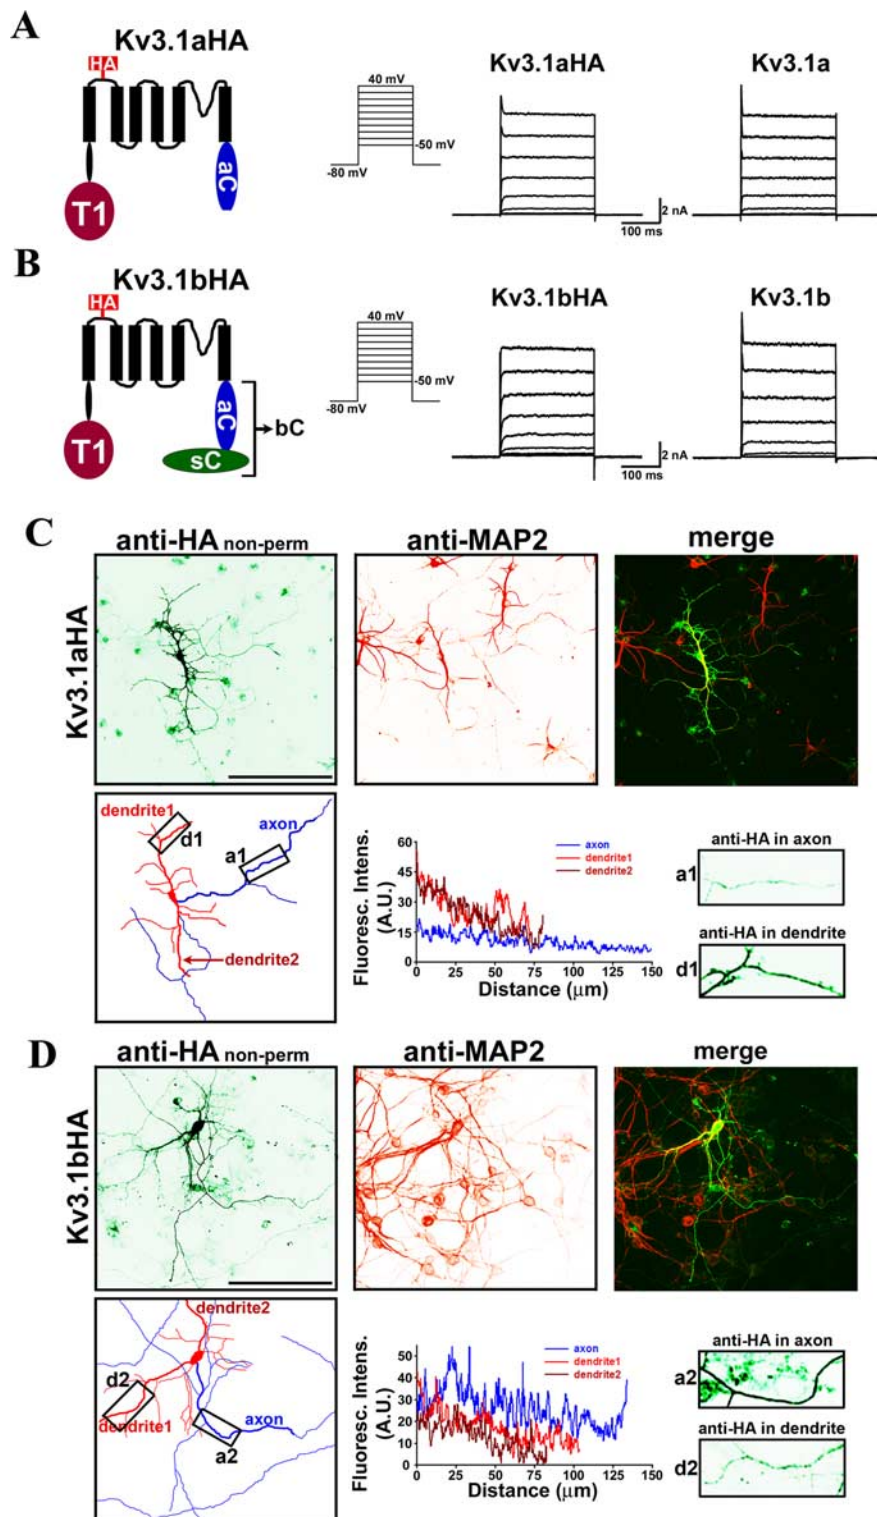 A
Kv3.1aHA
HA
T1
aC
40 mV
-50 mV
-80 mV
Kv3.1aHA
Kv3.1a
2 nA
100 ms
B
Kv3.1bHA
HA
T1
aC
sC
bC
40 mV
-50 mV
-80 mV
Kv3.1bHA
Kv3.1b
2 nA
100 ms
C
anti-HA non-perm
anti-MAP2
merge
Kv3.1aHA
dendrite1
d1
a1
axon
dendrite2
Fluoresc. Intens.
(A.U.)
60
45
30
15
0
0 25 50 75 100 125 150
Distance (μm)
axon
dendrite1
dendrite2
anti-HA in axon
a1
anti-HA in dendrite
d1
D
anti-HA non-perm
anti-MAP2
merge
Kv3.1bHA
dendrite2
d2
dendrite1
axon
a2
Fluoresc. Intens.
(A.U.)
50
40
30
20
10
0
0 25 50 75 100 125 150
Distance (μm)
axon
dendrite1
dendrite2
anti-HA in axon
a2
anti-HA in dendrite
d2